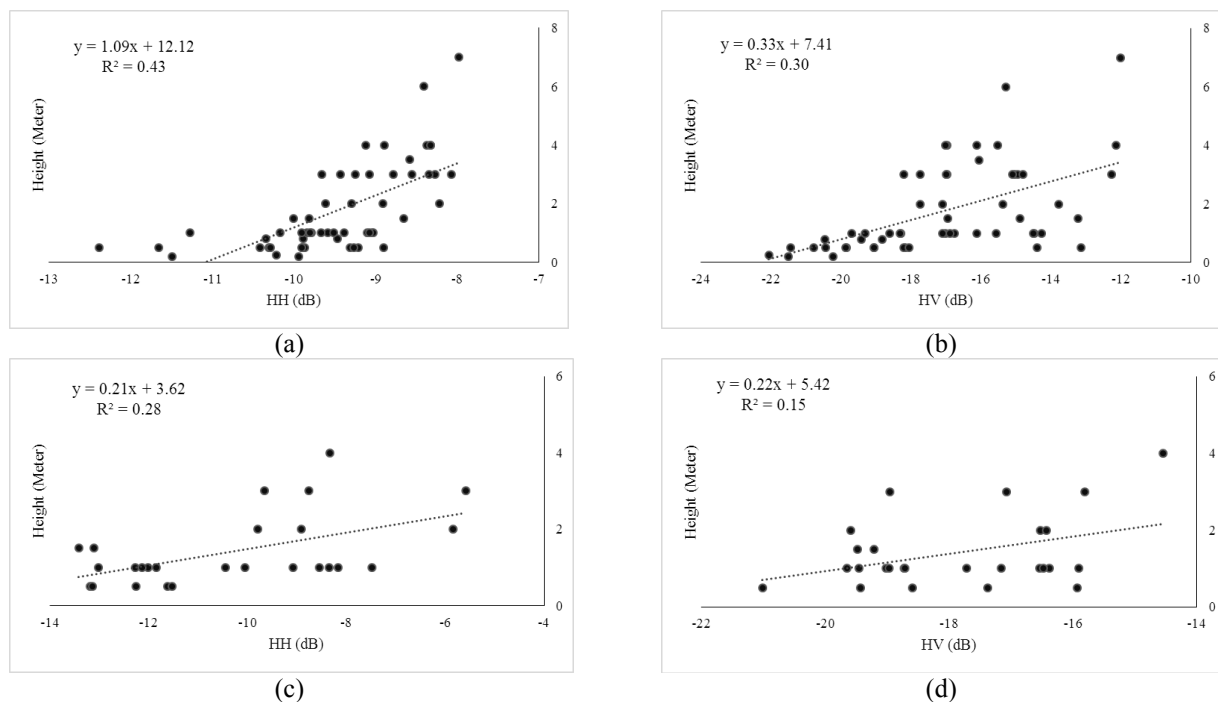 y = 1.09x + 12.12
R² = 0.43
Height (Meter)
8
6
4
2
0
-13 -12 -11 -10 -9 -8 -7
HH (dB)
(a)
y = 0.33x + 7.41
R² = 0.30
Height (Meter)
8
6
4
2
0
-24 -22 -20 -18 -16 -14 -12 -10
HV (dB)
(b)
y = 0.21x + 3.62
R² = 0.28
Height (Meter)
6
4
2
0
-14 -12 -10 -8 -6 -4
HH (dB)
(c)
y = 0.22x + 5.42
R² = 0.15
Height (Meter)
6
4
2
0
-22 -20 -18 -16 -14
HV (dB)
(d)